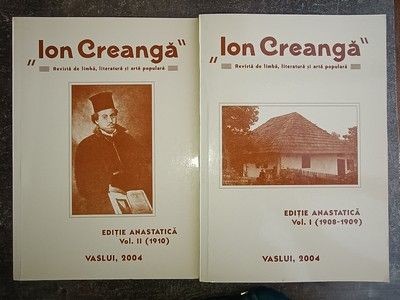 „Ion Creangă"
Revistă de limbă, literatură și artă populară
EDIȚIE ANASTATICĂ
Vol. II (1910)
VASLUI, 2004
„Ion Creangă"
Revistă de limbă, literatură și artă populară
EDIȚIE ANASTATICĂ
Vol. I (1908-1909)
VASLUI, 2004